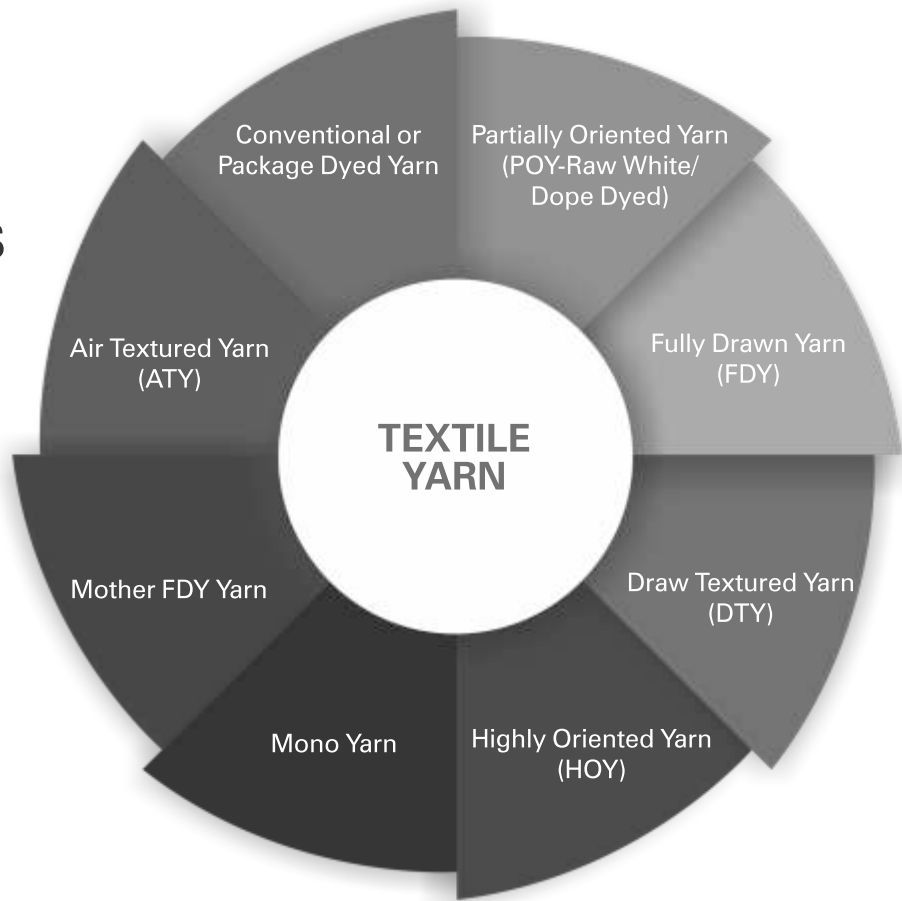 Conventional or
Package Dyed Yarn
Partially Oriented Yarn
(POY-Raw White/
Dope Dyed)
Fully Drawn Yarn
(FDY)
Draw Textured Yarn
(DTY)
Highly Oriented Yarn
(HOY)
Mono Yarn
Mother FDY Yarn
Air Textured Yarn
(ATY)
TEXTILE
YARN